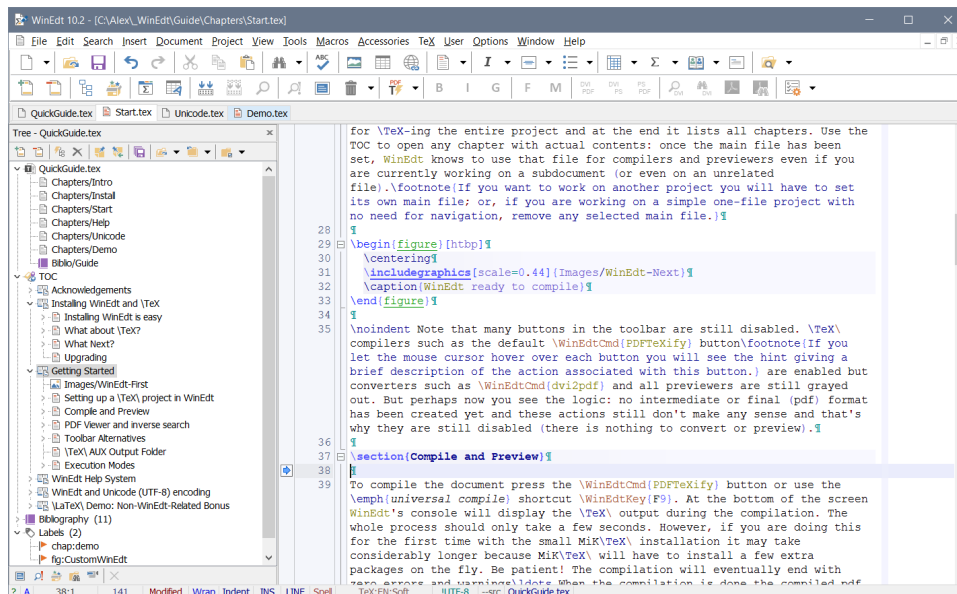 WinEdt 10.2 - [C:\Alex\_WinEdt\Guide\Chapters\Start.tex]
File Edit Search Insert Document Project View Tools Macros Accessories TeX User Options Window Help
QuickGuide.tex Start.tex Unicode.tex Demo.tex
Tree - QuickGuide.tex
QuickGuide.tex
Chapters/Intro
Chapters/Install
Chapters/Start
Chapters/Help
Chapters/Unicode
Chapters/Demo
Biblio/Guide
TOC
Acknowledgements
Installing WinEdt and \TeX
Installing WinEdt is easy
What about \TeX?
What Next?
Upgrading
Getting Started
Images/WinEdt-First
Setting up a \TeX\ project in WinEdt
Compile and Preview
PDF Viewer and inverse search
Toolbar Alternatives
\TeX\ AUX Output Folder
Execution Modes
WinEdt Help System
WinEdt and Unicode (UTF-8) encoding
\LaTeX\ Demo: Non-WinEdt-Related Bonus
Bibliography (11)
Labels (2)
chap:demo
fig:CustomWinEdt
for \TeX-ing the entire project and at the end it lists all chapters. Use the
TOC to open any chapter with actual contents: once the main file has been
set, WinEdt knows to use that file for compilers and previewers even if you
are currently working on a subdocument (or even on an unrelated
file).\footnote{If you want to work on another project you will have to set
its own main file; or, if you are working on a simple one-file project with
no need for navigation, remove any selected main file.}¶
28 ¶
29 \begin{figure}[htbp]¶
30 \centering¶
31 \includegraphics[scale=0.44]{Images/WinEdt-Next}¶
32 \caption{WinEdt ready to compile}¶
33 \end{figure}¶
34 ¶
35 \noindent Note that many buttons in the toolbar are still disabled. \TeX\
compilers such as the default \WinEdtCmd{PDFTeXify} button\footnote{If you
let the mouse cursor hover over each button you will see the hint giving a
brief description of the action associated with this button.} are enabled but
converters such as \WinEdtCmd{dvi2pdf} and all previewers are still grayed
out. But perhaps now you see the logic: no intermediate or final (pdf) format
has been created yet and these actions still don't make any sense and that's
why they are still disabled (there is nothing to convert or preview).¶
36 ¶
37 \section{Compile and Preview}¶
38 ¶
39 To compile the document press the \WinEdtCmd{PDFTeXify} button or use the
\emph{universal compile} shortcut \WinEdtKey{F9}. At the bottom of the screen
WinEdt's console will display the \TeX\ output during the compilation. The
whole process should only take a few seconds. However, if you are doing this
for the first time with the small MiK\TeX\ installation it may take
considerably longer because MiK\TeX\ will have to install a few extra
packages on the fly. Be patient! The compilation will eventually end with
zero errors and warnings\ldots When the compilation is done the compiled pdf
? A 38:1 141 Modified Wrap Indent INS LINE Spell TeX:EN:Soft !UTF-8 --src QuickGuide.tex